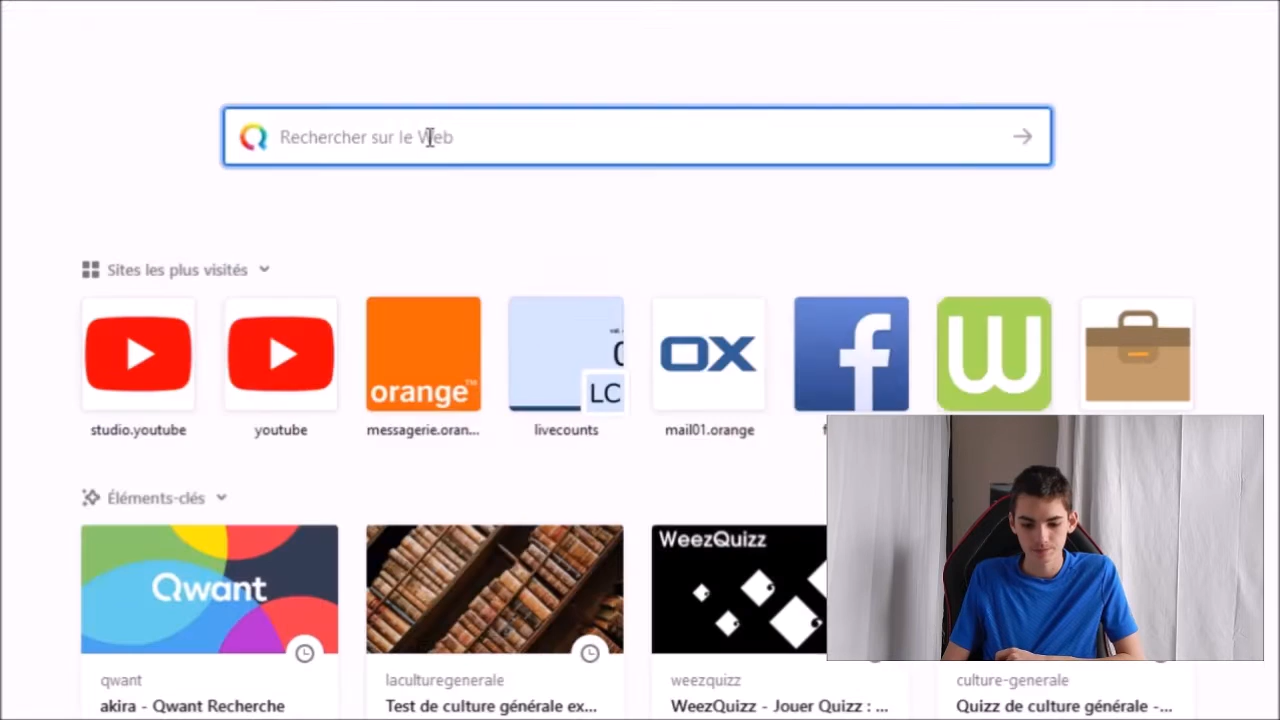 Rechercher sur le Web
Sites les plus visités
orange™
LC
OX
f
W
studio.youtube
youtube
messagerie.oran...
livecounts
mail01.orange
Éléments-clés
Qwant
WeezQuizz
qwant
laculturegenerale
weezquizz
culture-generale
akira - Qwant Recherche
Test de culture générale ex...
WeezQuizz - Jouer Quizz : ...
Quizz de culture générale -...